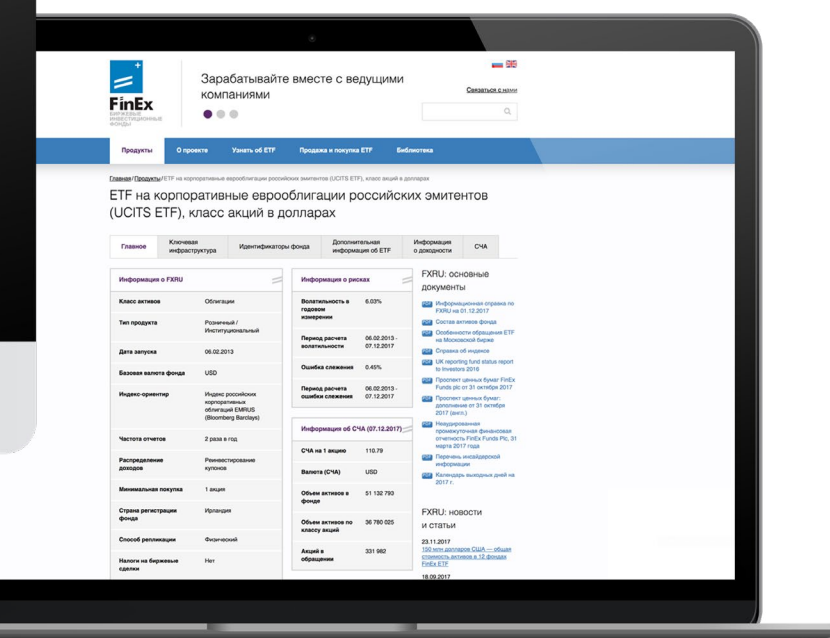 FinEx
БИРЖЕВЫЕ
ИНВЕСТИЦИОННЫЕ
ФОНДЫ
Зарабатывайте вместе с ведущими
компаниями
Связаться с нами
Продукты
О проекте
Узнать об ETF
Продажа и покупка ETF
Библиотека
Главная/Продукты/ETF на корпоративные еврооблигации российских эмитентов (UCITS ETF), класс акций в долларах
ETF на корпоративные еврооблигации российских эмитентов
(UCITS ETF), класс акций в долларах
Главное
Ключевая
инфраструктура
Идентификаторы фонда
Дополнительная
информация об ETF
Информация
о доходности
СЧА
Информация о FXRU
Класс активов
Облигации
Тип продукта
Розничный /
Институциональный
Дата запуска
06.02.2013
Базовая валюта фонда
USD
Индекс-ориентир
Индекс российских
корпоративных
облигаций EMRUS
(Bloomberg Barclays)
Частота отчетов
2 раза в год
Распределение
доходов
Реинвестирование
купонов
Минимальная покупка
1 акция
Страна регистрации
фонда
Ирландия
Способ репликации
Физический
Налоги на биржевые
сделки
Нет
Информация о рисках
Волатильность в
годовом
измерении
6.03%
Период расчета
волатильности
06.02.2013 -
07.12.2017
Ошибка слежения
0.45%
Период расчета
ошибки слежения
06.02.2013 -
07.12.2017
Информация об СЧА (07.12.2017)
СЧА на 1 акцию
110.79
Валюта (СЧА)
USD
Объем активов в
фонде
51 132 793
Объем активов по
классу акций
36 780 025
Акций в
обращении
331 982
FXRU: основные
документы
PDF Информационная справка по
FXRU на 01.12.2017
PDF Состав активов фонда
PDF Особенности обращения ETF
на Московской бирже
PDF Справка об индексе
PDF UK reporting fund status report
to Investors 2016
PDF Проспект ценных бумаг FinEx
Funds plc от 31 октября 2017
PDF Проспект ценных бумаг:
дополнение от 31 октября
2017 (англ.)
PDF Неаудированная
промежуточная финансовая
отчетность FinEx Funds Plc, 31
марта 2017 года
PDF Перечень инсайдерской
информации
PDF Календарь выходных дней на
2017 г.
FXRU: новости
и статьи
23.11.2017
150 млн долларов США — общая
стоимость активов в 12 фондах
FinEx ETF
18.09.2017